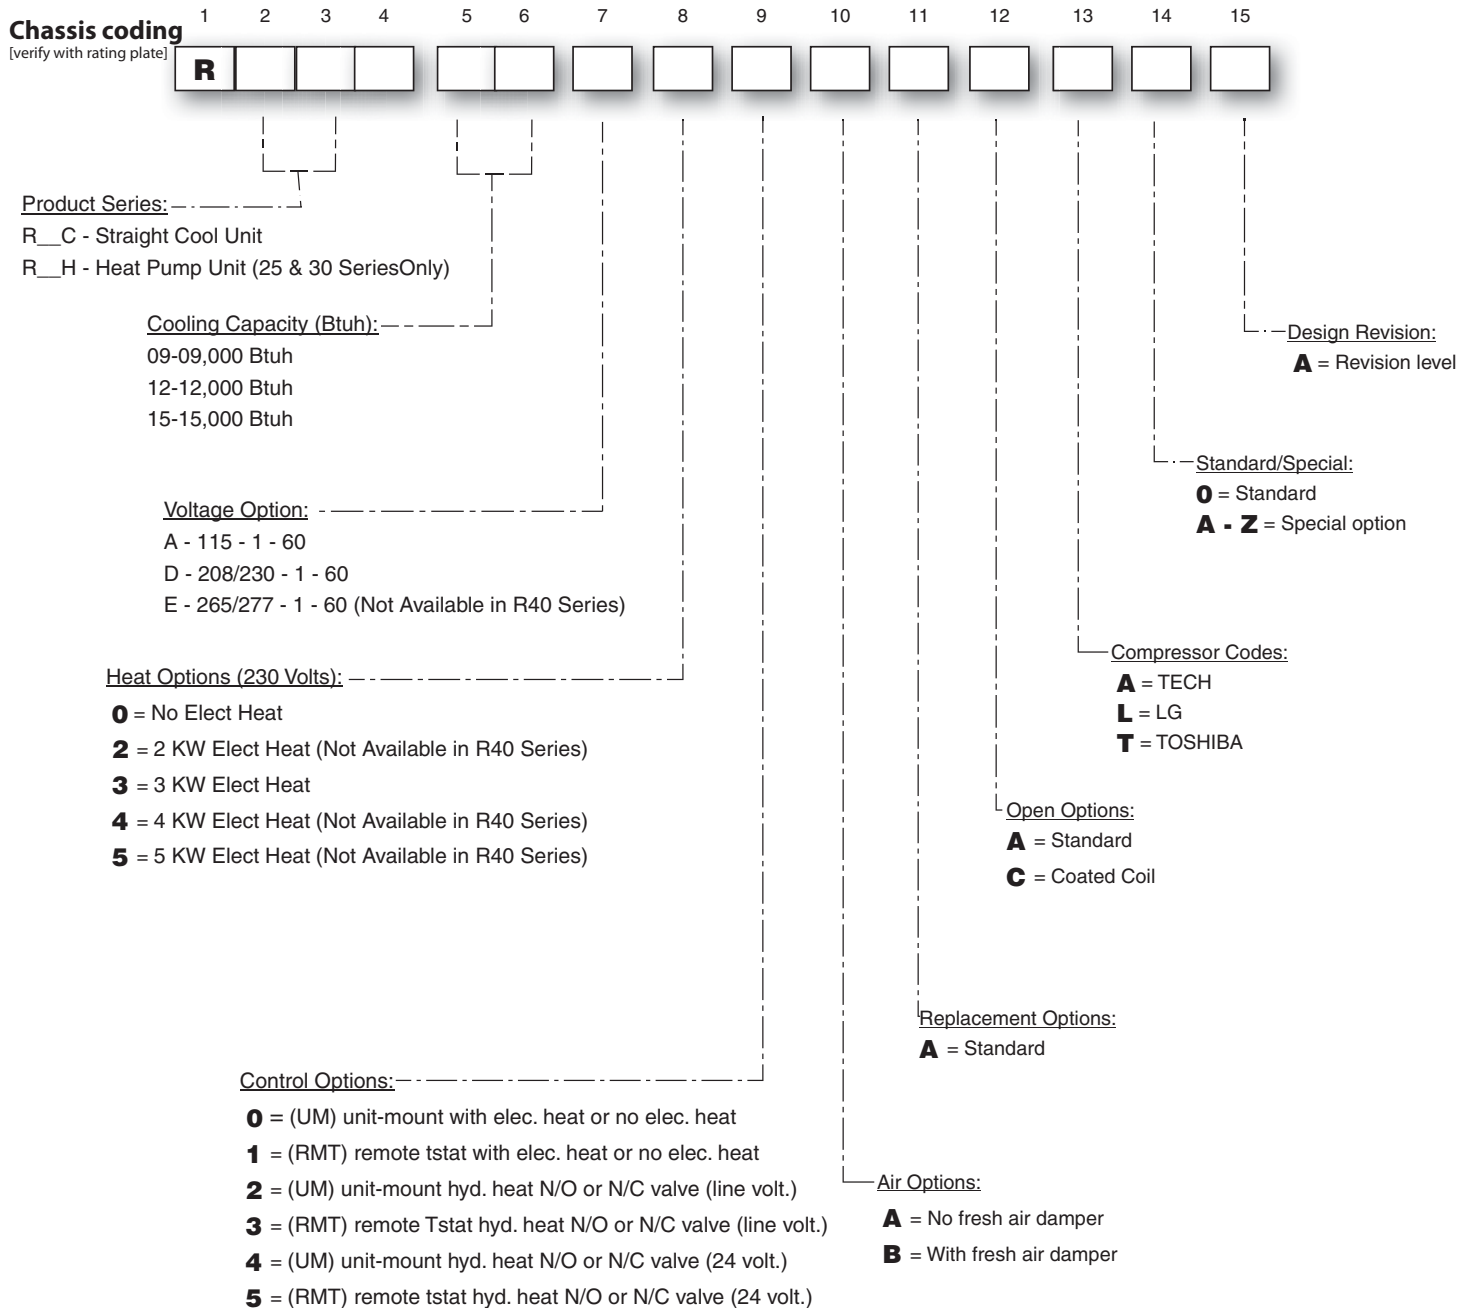 Chassis coding
[verify with rating plate]
1 2 3 4 5 6 7 8 9 10 11 12 13 14 15
R
Product Series:
R__C - Straight Cool Unit
R__H - Heat Pump Unit (25 & 30 SeriesOnly)
Cooling Capacity (Btuh):
09-09,000 Btuh
12-12,000 Btuh
15-15,000 Btuh
Voltage Option:
A - 115 - 1 - 60
D - 208/230 - 1 - 60
E - 265/277 - 1 - 60 (Not Available in R40 Series)
Heat Options (230 Volts):
0 = No Elect Heat
2 = 2 KW Elect Heat (Not Available in R40 Series)
3 = 3 KW Elect Heat
4 = 4 KW Elect Heat (Not Available in R40 Series)
5 = 5 KW Elect Heat (Not Available in R40 Series)
Control Options:
0 = (UM) unit-mount with elec. heat or no elec. heat
1 = (RMT) remote tstat with elec. heat or no elec. heat
2 = (UM) unit-mount hyd. heat N/O or N/C valve (line volt.)
3 = (RMT) remote Tstat hyd. heat N/O or N/C valve (line volt.)
4 = (UM) unit-mount hyd. heat N/O or N/C valve (24 volt.)
5 = (RMT) remote tstat hyd. heat N/O or N/C valve (24 volt.)
Air Options:
A = No fresh air damper
B = With fresh air damper
Replacement Options:
A = Standard
Open Options:
A = Standard
C = Coated Coil
Compressor Codes:
A = TECH
L = LG
T = TOSHIBA
Standard/Special:
0 = Standard
A - Z = Special option
Design Revision:
A = Revision level